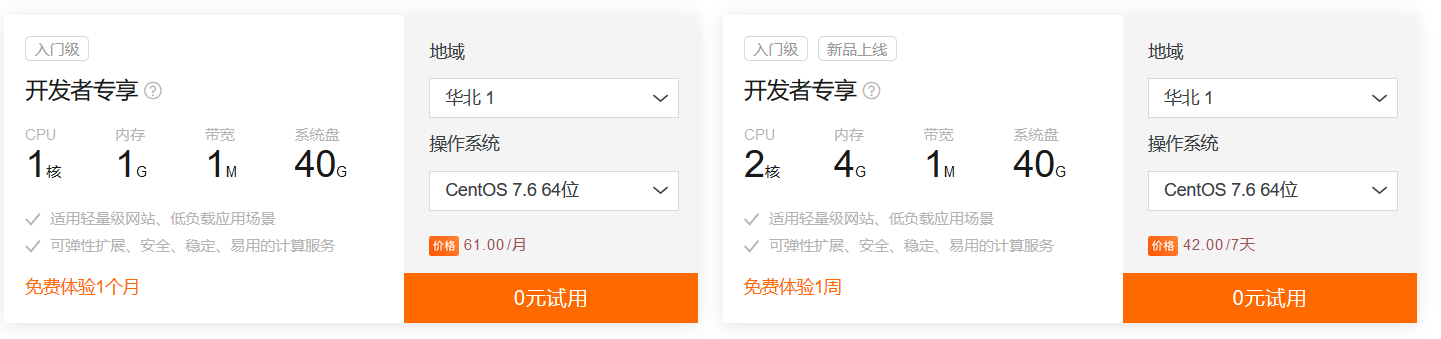 入门级
开发者专享 ?
CPU 内存 带宽 系统盘
1核 1G 1M 40G
适用轻量级网站、低负载应用场景
可弹性扩展、安全、稳定、易用的计算服务
免费体验1个月
地域
华北 1
操作系统
CentOS 7.6 64位
价格 61.00/月
0元试用
入门级 新品上线
开发者专享 ?
CPU 内存 带宽 系统盘
2核 4G 1M 40G
适用轻量级网站、低负载应用场景
可弹性扩展、安全、稳定、易用的计算服务
免费体验1周
地域
华北 1
操作系统
CentOS 7.6 64位
价格 42.00/7天
0元试用